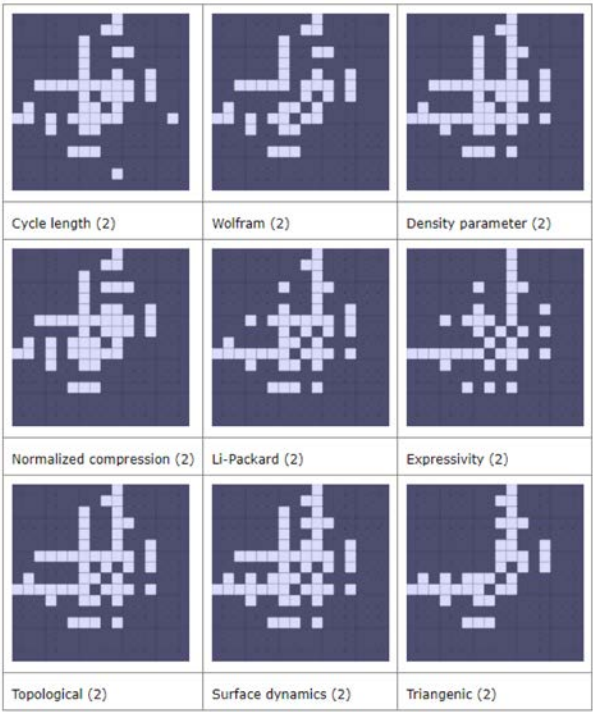 Cycle length (2)
Wolfram (2)
Density parameter (2)
Normalized compression (2)
Li-Packard (2)
Expressivity (2)
Topological (2)
Surface dynamics (2)
Triangenic (2)